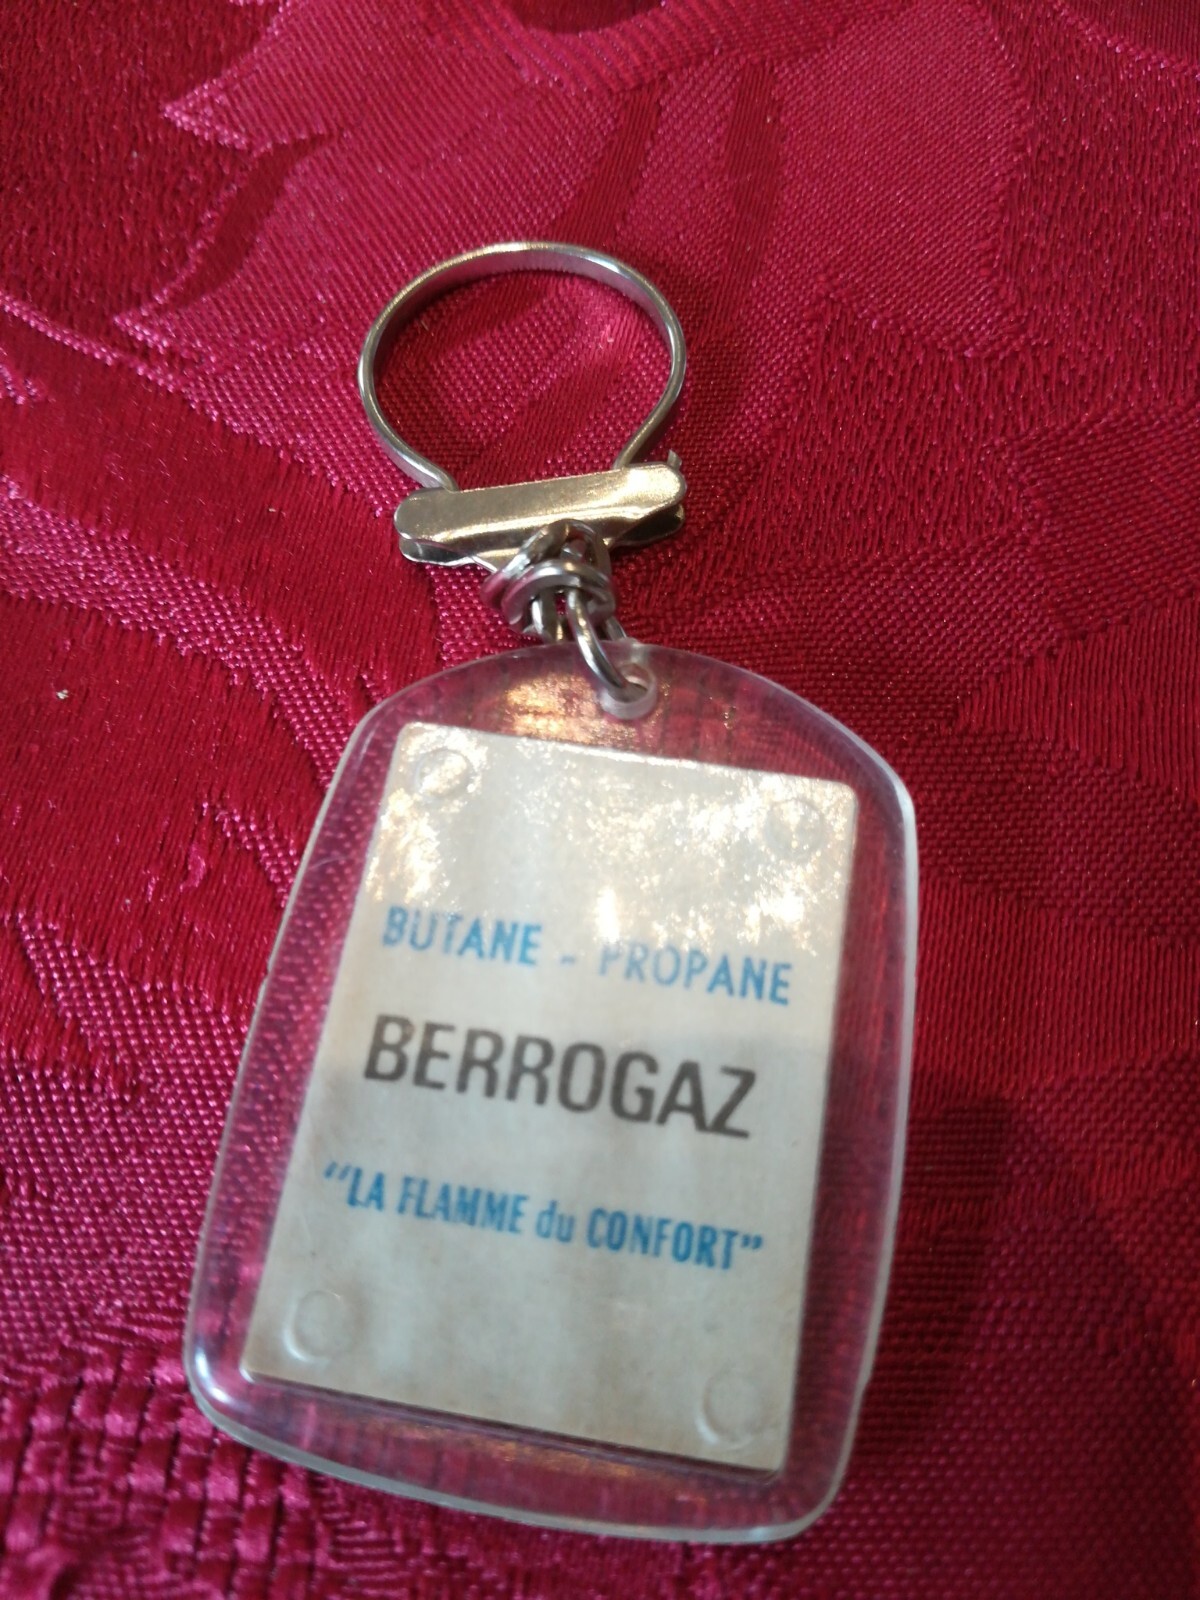 BUTANE - PROPANE
BERROGAZ
"LA FLAMME du CONFORT"